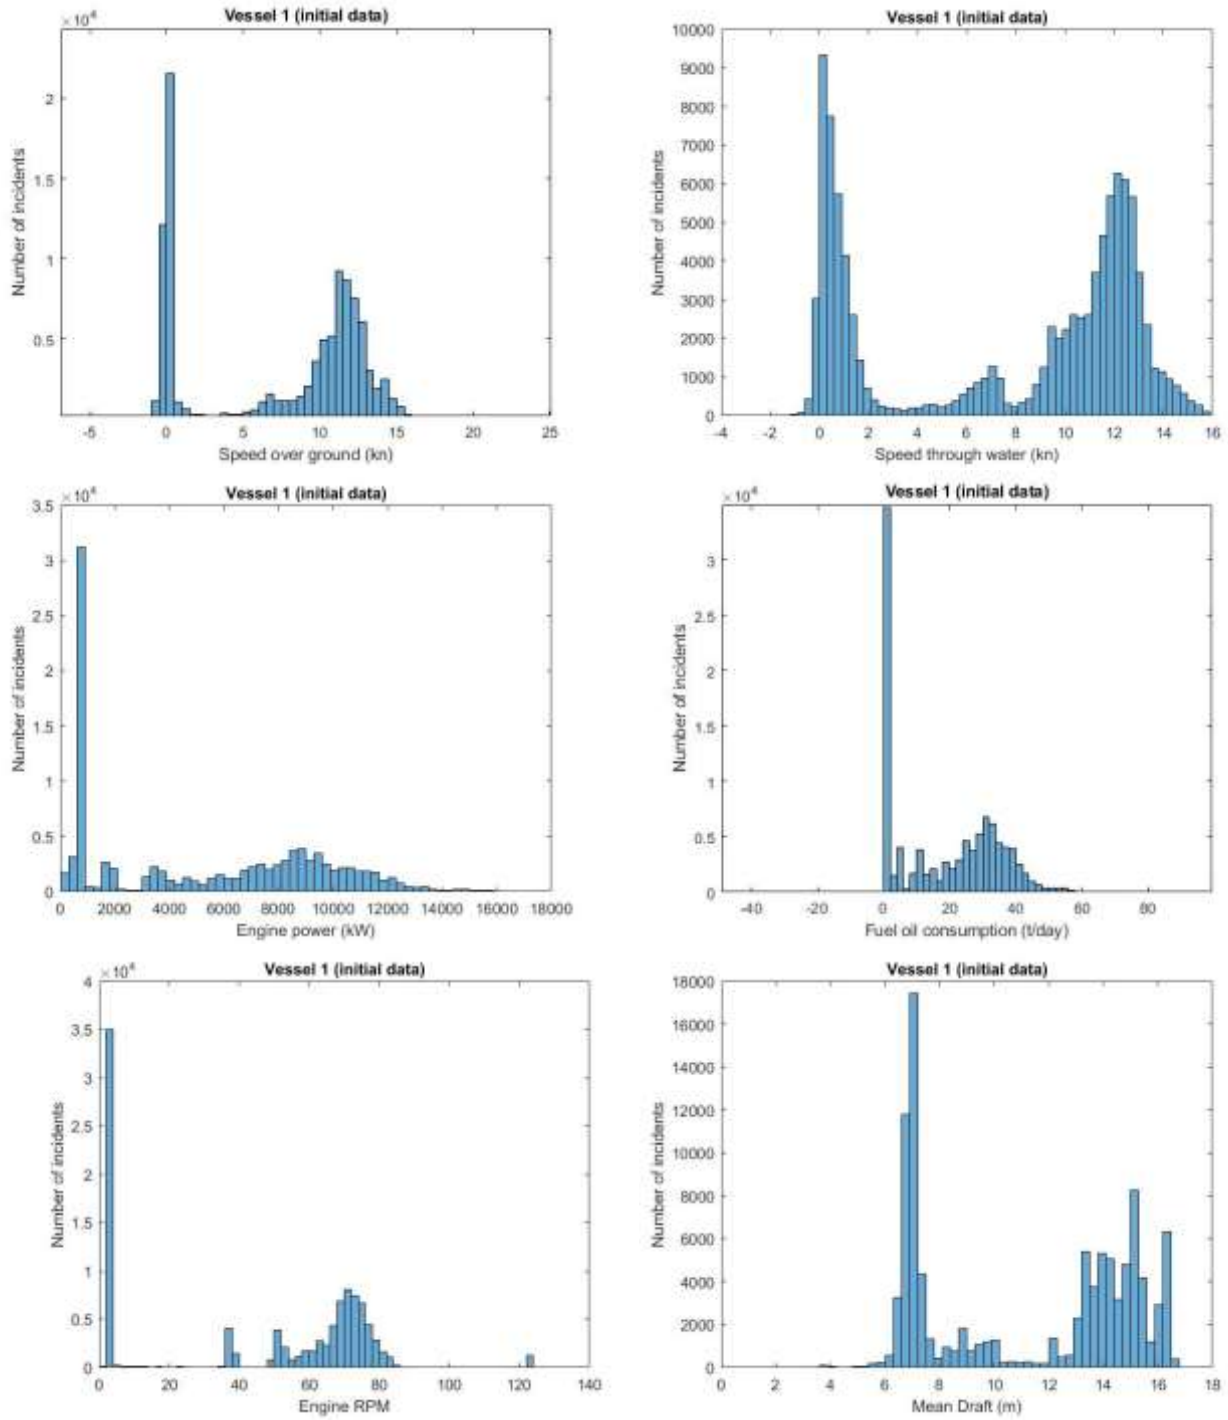 Vessel 1 (initial data)
×10⁴
2
1.5
1
0.5
-5 0 5 10 15 20 25
Number of incidents
Speed over ground (kn)
Vessel 1 (initial data)
10000
9000
8000
7000
6000
5000
4000
3000
2000
1000
0
-4 -2 0 2 4 6 8 10 12 14 16
Number of incidents
Speed through water (kn)
Vessel 1 (initial data)
×10⁴
3.5
3
2.5
2
1.5
1
0.5
0
0 2000 4000 6000 8000 10000 12000 14000 16000 18000
Number of incidents
Engine power (kW)
Vessel 1 (initial data)
×10⁴
3
2.5
2
1.5
1
0.5
0
-40 -20 0 20 40 60 80
Number of incidents
Fuel oil consumption (t/day)
Vessel 1 (initial data)
×10⁴
4
3.5
3
2.5
2
1.5
1
0.5
0
0 20 40 60 80 100 120 140
Number of incidents
Engine RPM
Vessel 1 (initial data)
18000
16000
14000
12000
10000
8000
6000
4000
2000
0
0 2 4 6 8 10 12 14 16 18
Number of incidents
Mean Draft (m)